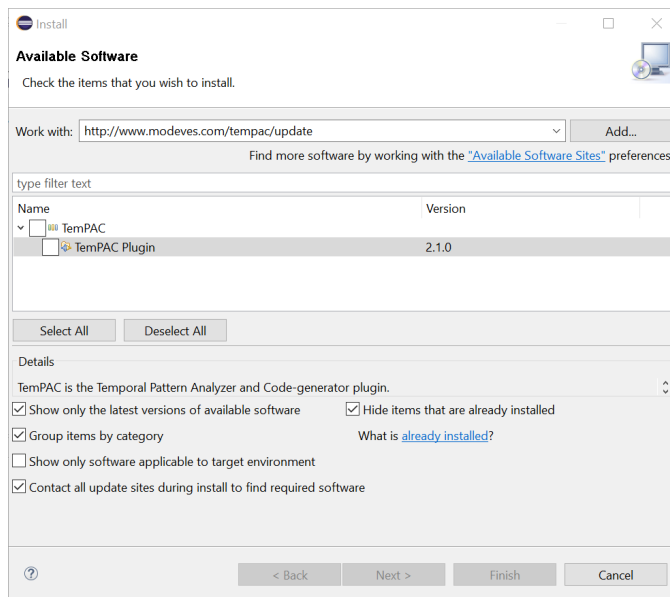 Install
Available Software
Check the items that you wish to install.
Work with: http://www.modeves.com/tempac/update Add...
Find more software by working with the "Available Software Sites" preferences
type filter text
Name Version
TemPAC
TemPAC Plugin 2.1.0
Select All Deselect All
Details
TemPAC is the Temporal Pattern Analyzer and Code-generator plugin.
Show only the latest versions of available software Hide items that are already installed
Group items by category What is already installed?
Show only software applicable to target environment
Contact all update sites during install to find required software
? < Back Next > Finish Cancel